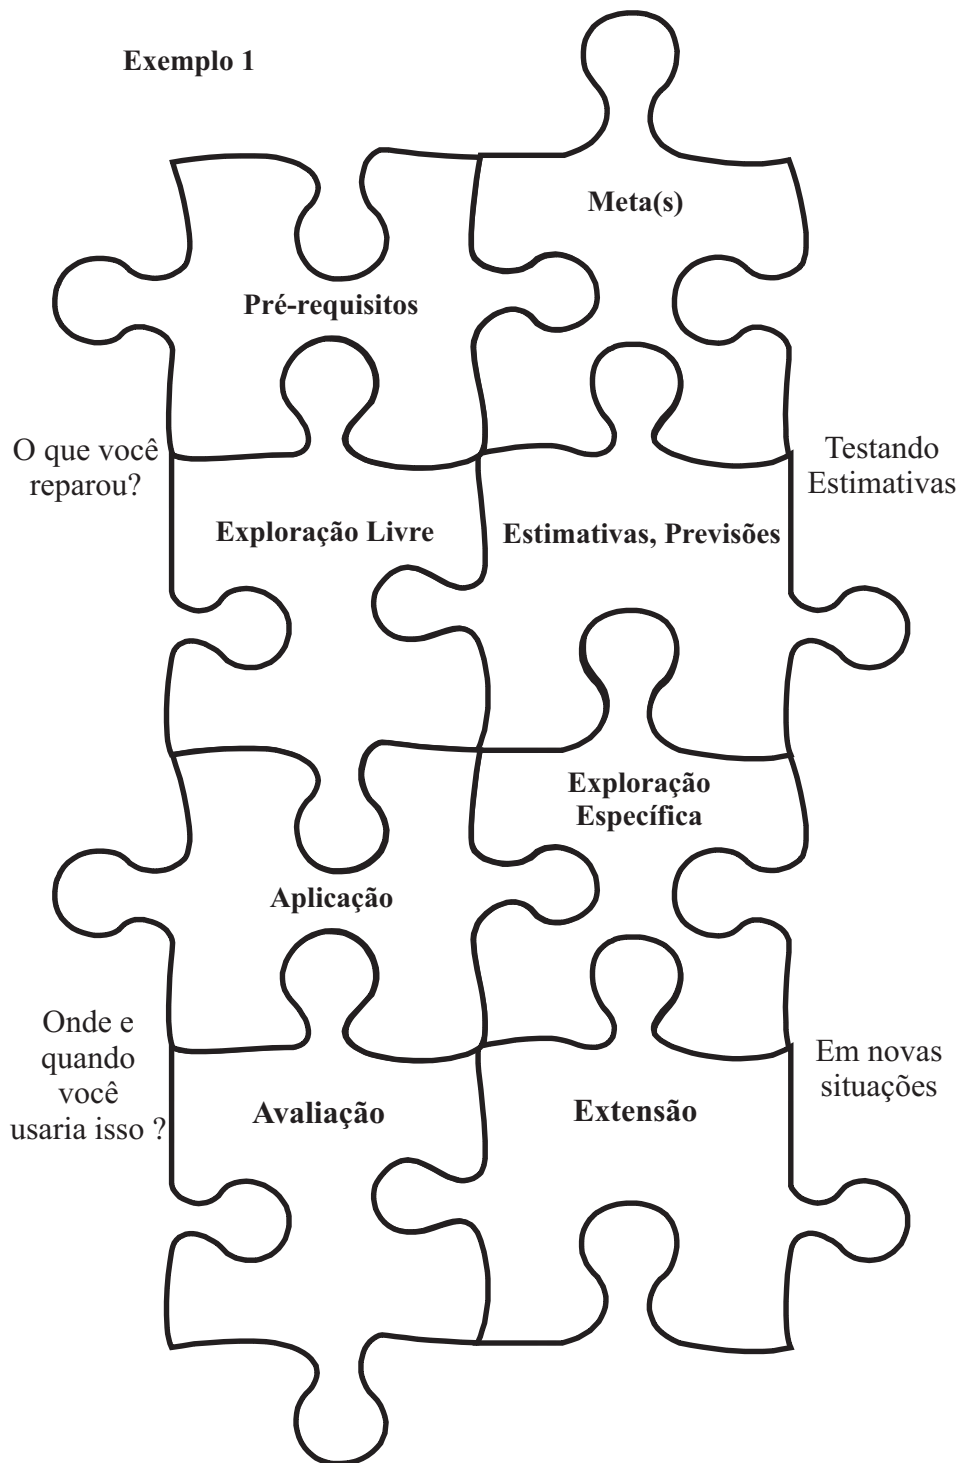 Exemplo 1
Meta(s)
Pré-requisitos
O que você
reparou?
Testando
Estimativas
Exploração Livre
Estimativas, Previsões
Exploração
Específica
Aplicação
Onde e
quando
você
usaria isso ?
Em novas
situações
Avaliação
Extensão